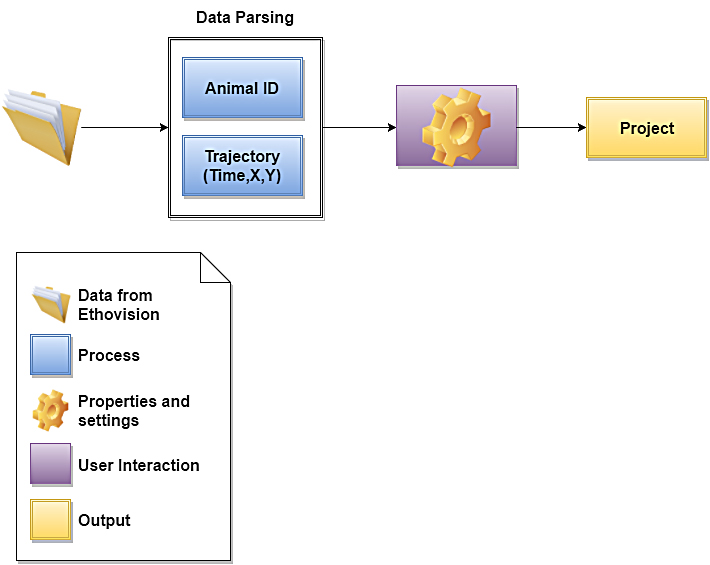 Data Parsing
Animal ID
Trajectory
(Time,X,Y)
Project
Data from
Ethovision
Process
Properties and
settings
User Interaction
Output